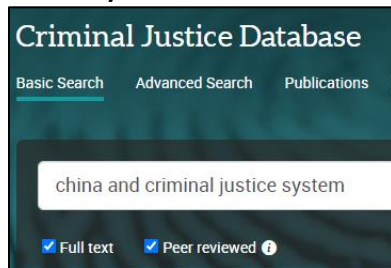 Criminal Justice Database
Basic Search Advanced Search Publications
china and criminal justice system
Full text Peer reviewed i